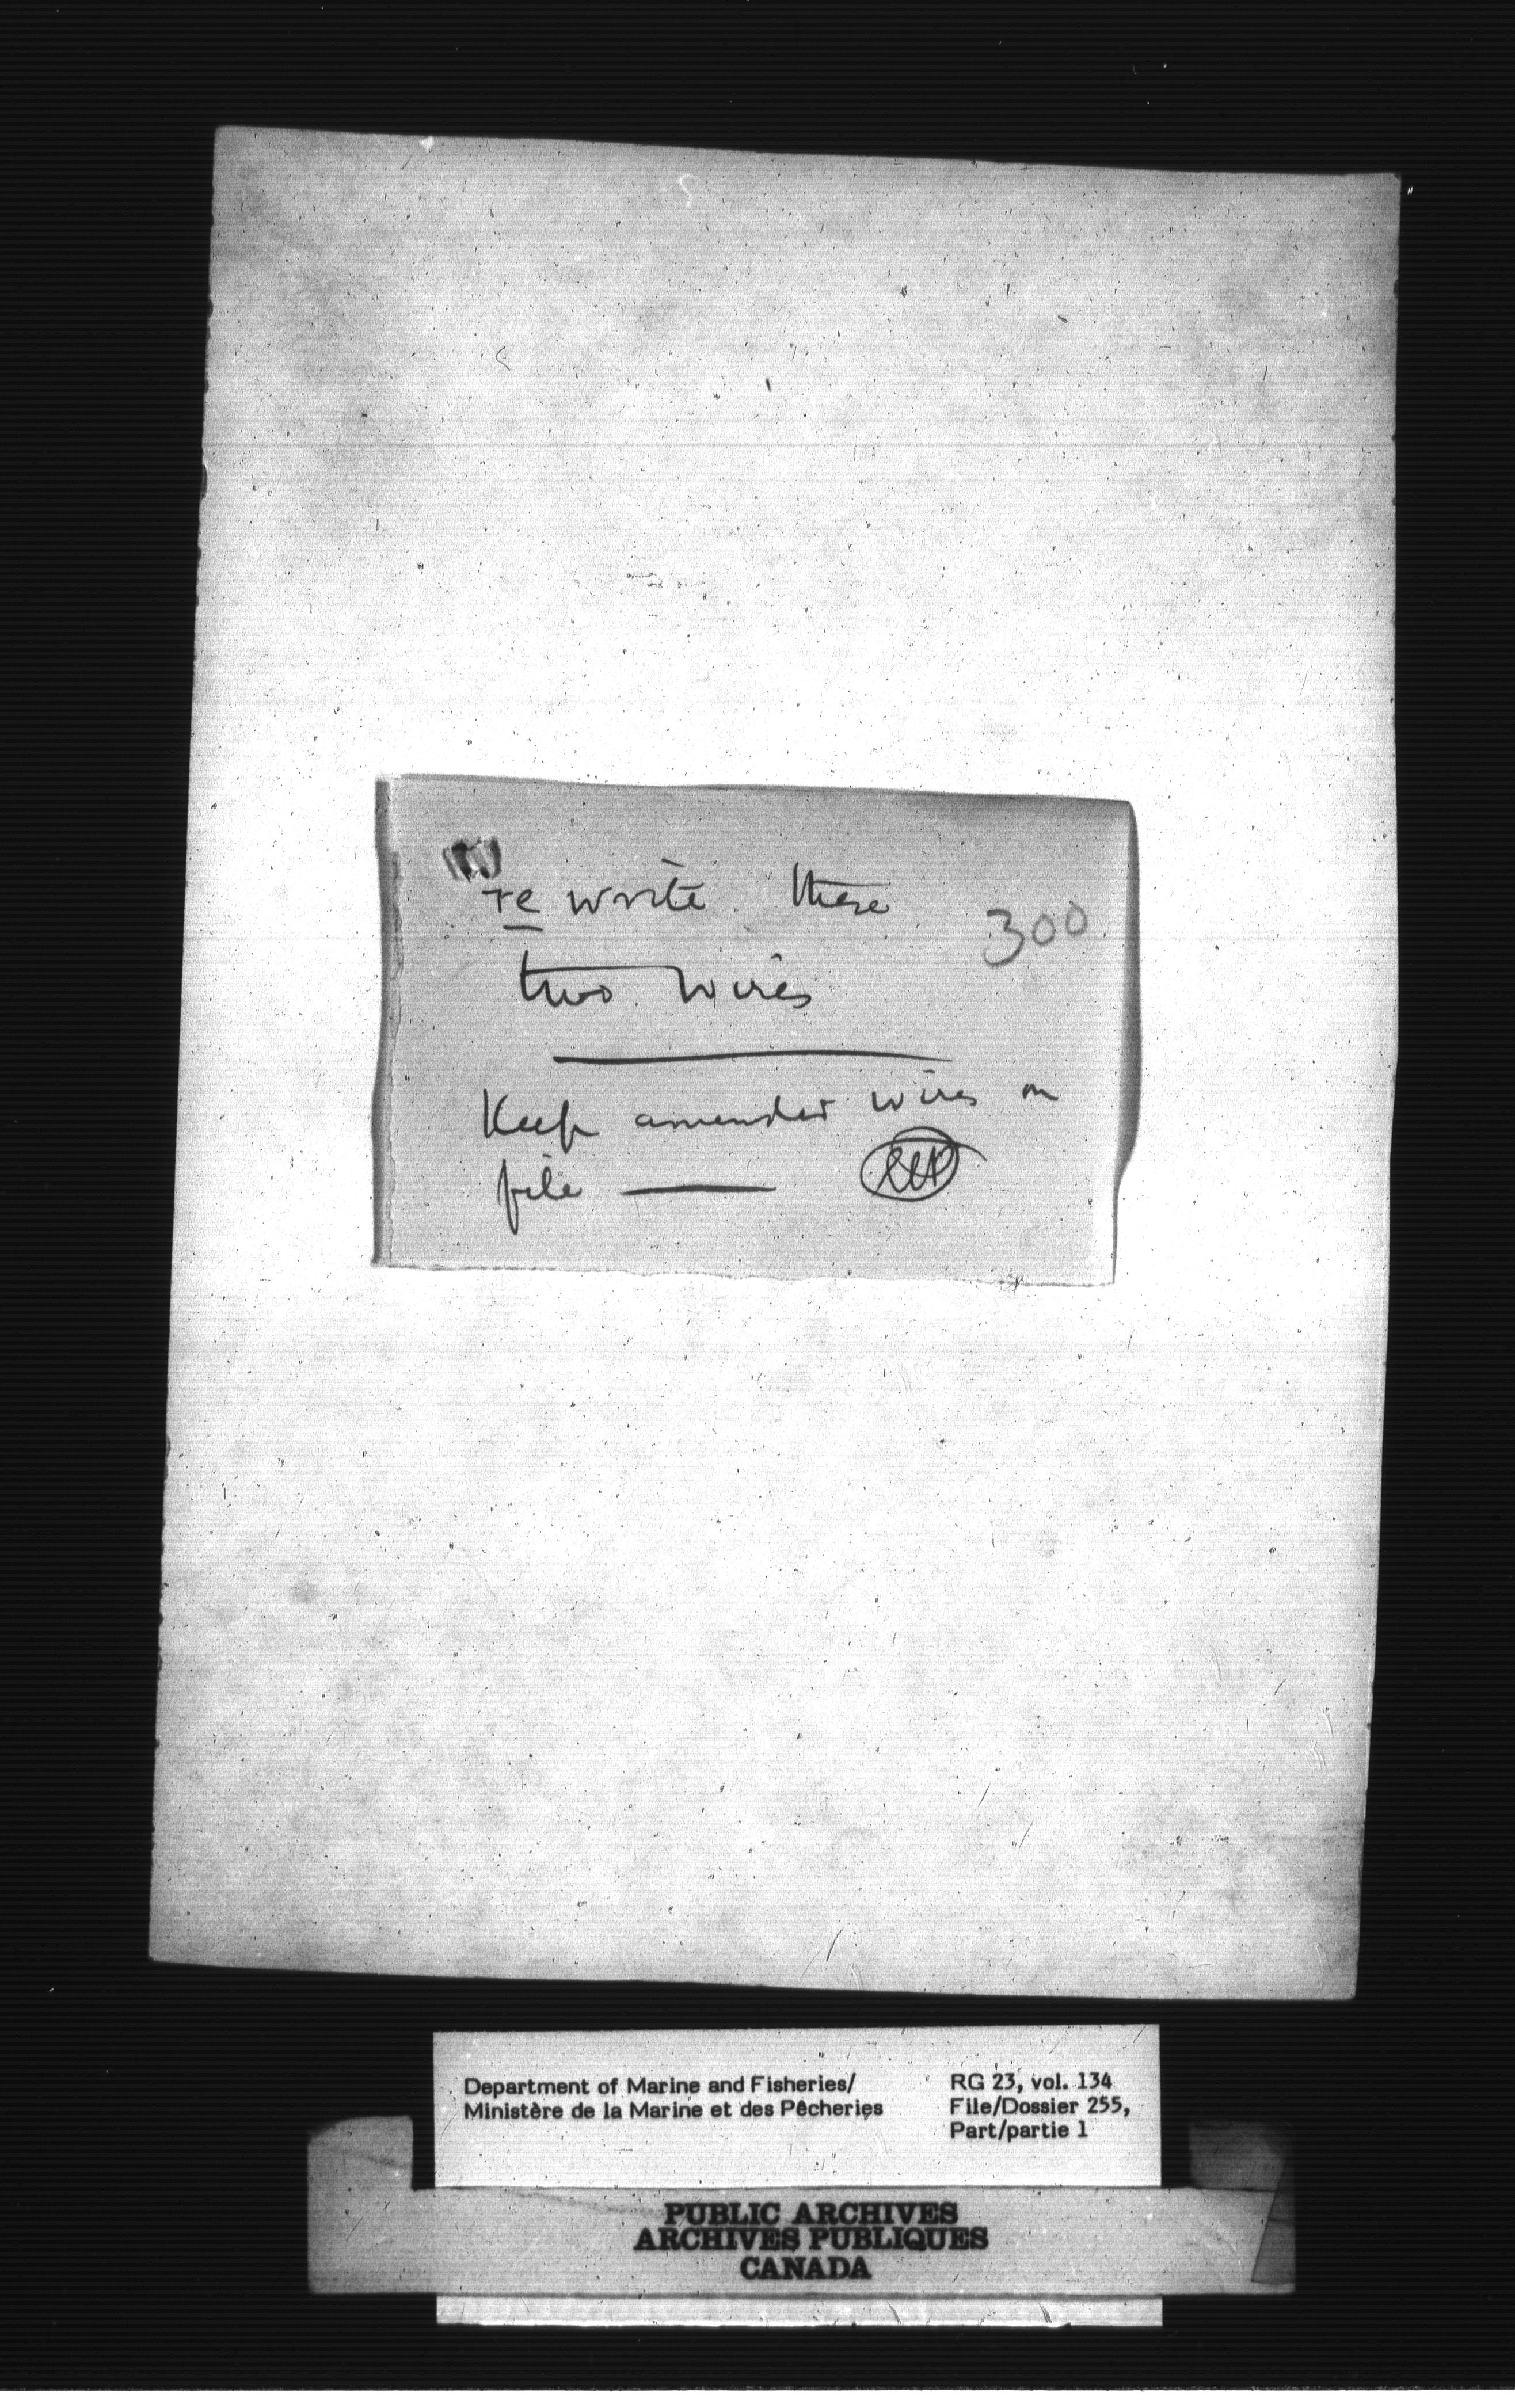 re write these
300
two wires
Keep amended wires on
file
Department of Marine and Fisheries/
Ministère de la Marine et des Pêcheries
RG 23, vol. 134
File/Dossier 255,
Part/partie 1
PUBLIC ARCHIVES
ARCHIVES PUBLIQUES
CANADA